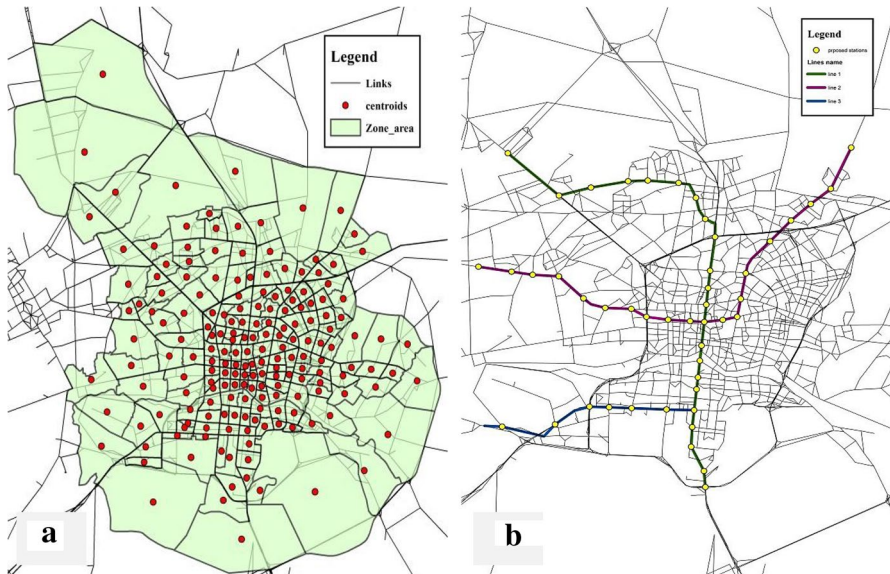 Legend
Links
centroids
Zone_area
a
Legend
prposed stations
Lines name
line 1
line 2
line 3
b